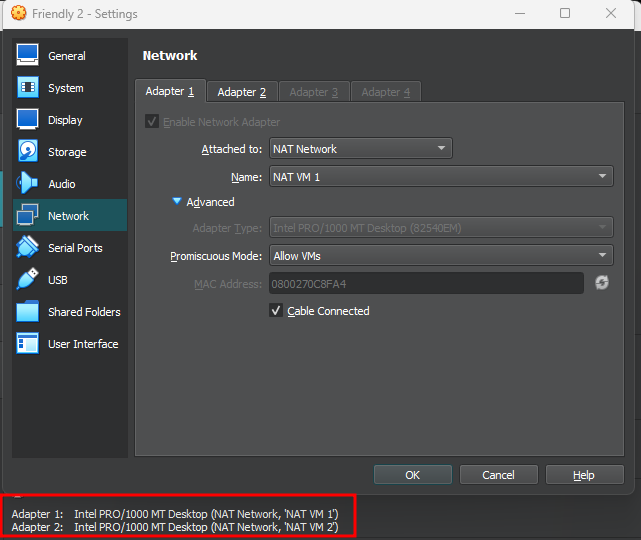 Friendly 2 - Settings
General
System
Display
Storage
Audio
Network
Serial Ports
USB
Shared Folders
User Interface
Network
Adapter 1
Adapter 2
Adapter 3
Adapter 4
Enable Network Adapter
Attached to: NAT Network
Name: NAT VM 1
Advanced
Adapter Type: Intel PRO/1000 MT Desktop (82540EM)
Promiscuous Mode: Allow VMs
MAC Address: 0800270C8FA4
Cable Connected
OK
Cancel
Help
Adapter 1: Intel PRO/1000 MT Desktop (NAT Network, 'NAT VM 1')
Adapter 2: Intel PRO/1000 MT Desktop (NAT Network, 'NAT VM 2')